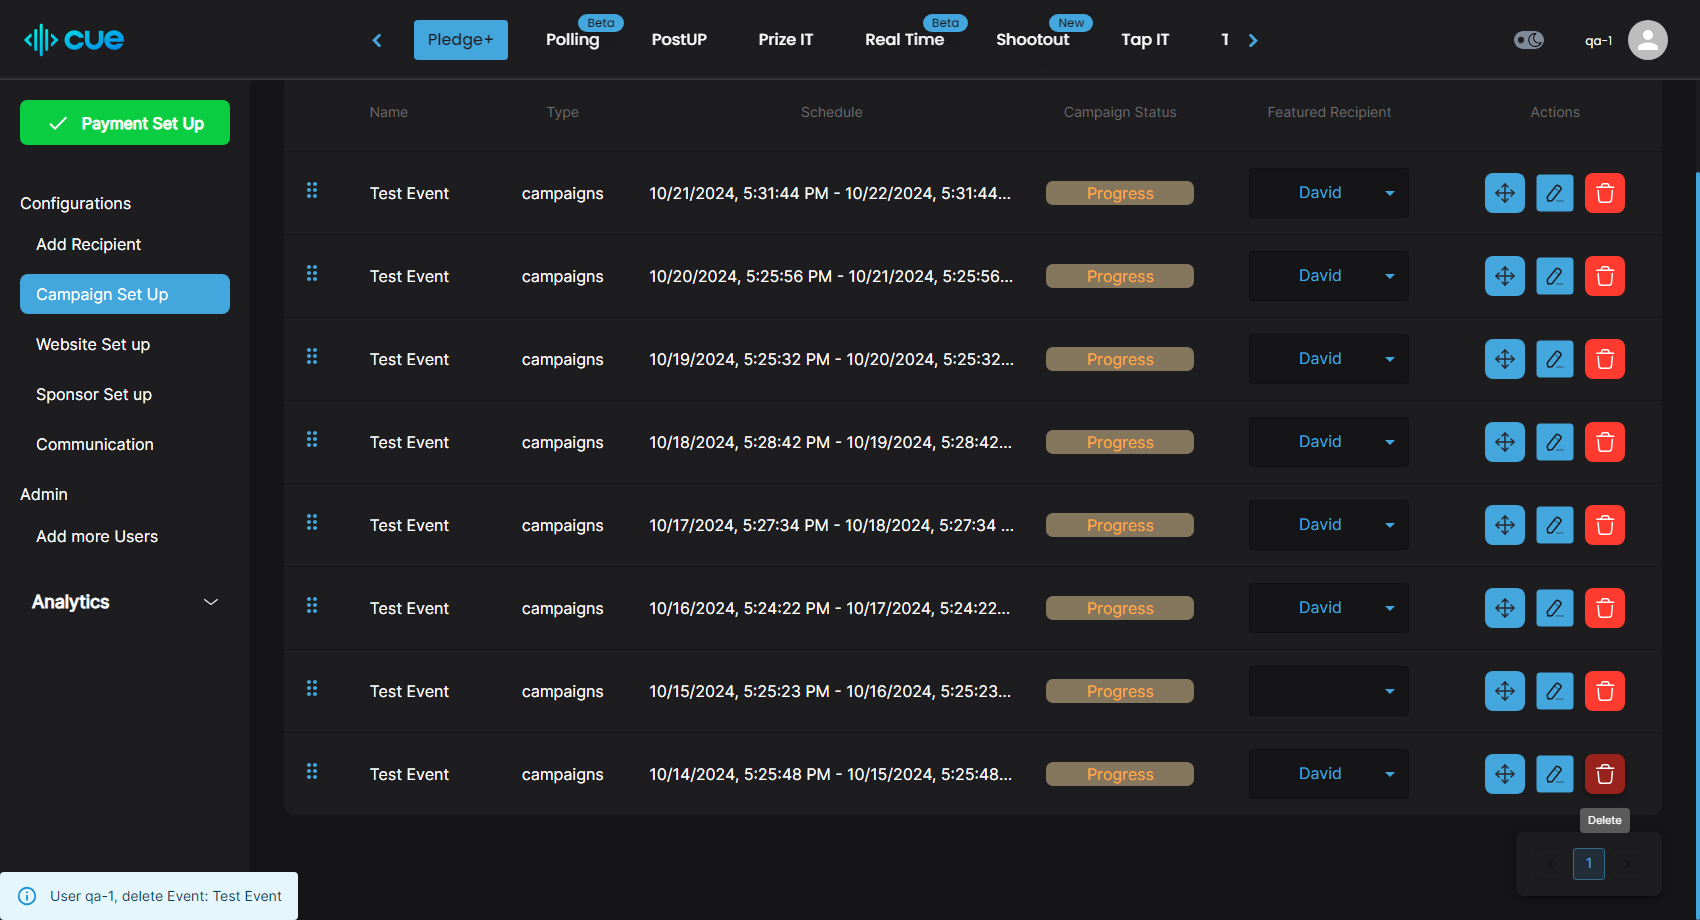 cue
Pledge+
Beta
Polling
PostUP
Prize IT
Beta
Real Time
New
Shootout
Tap IT
T
qa-1
Payment Set Up
Configurations
Add Recipient
Campaign Set Up
Website Set up
Sponsor Set up
Communication
Admin
Add more Users
Analytics
Name Type Schedule Campaign Status Featured Recipient Actions
Test Event campaigns 10/21/2024, 5:31:44 PM - 10/22/2024, 5:31:44... Progress David
Test Event campaigns 10/20/2024, 5:25:56 PM - 10/21/2024, 5:25:56... Progress David
Test Event campaigns 10/19/2024, 5:25:32 PM - 10/20/2024, 5:25:32... Progress David
Test Event campaigns 10/18/2024, 5:28:42 PM - 10/19/2024, 5:28:42... Progress David
Test Event campaigns 10/17/2024, 5:27:34 PM - 10/18/2024, 5:27:34 ... Progress David
Test Event campaigns 10/16/2024, 5:24:22 PM - 10/17/2024, 5:24:22... Progress David
Test Event campaigns 10/15/2024, 5:25:23 PM - 10/16/2024, 5:25:23... Progress
Test Event campaigns 10/14/2024, 5:25:48 PM - 10/15/2024, 5:25:48... Progress David
Delete
1
User qa-1, delete Event: Test Event